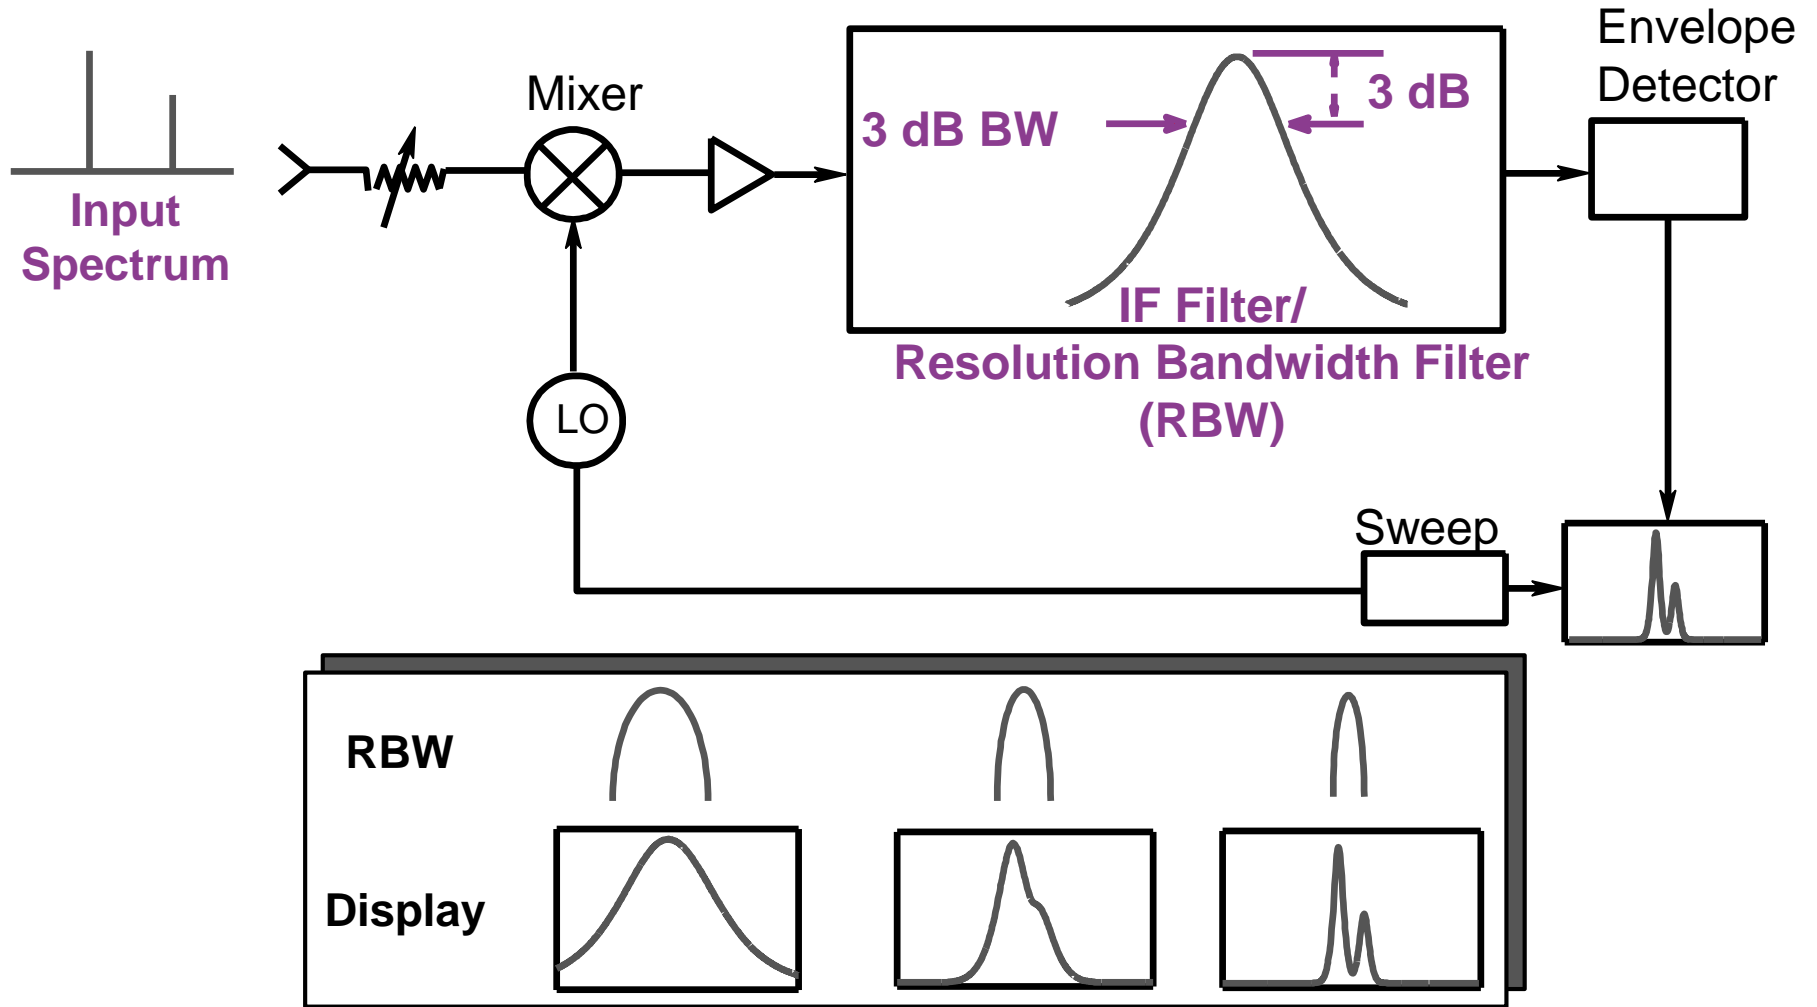 Envelope
Detector
Mixer
3 dB
3 dB BW
Input
Spectrum
IF Filter/
Resolution Bandwidth Filter
(RBW)
LO
Sweep
RBW
Display